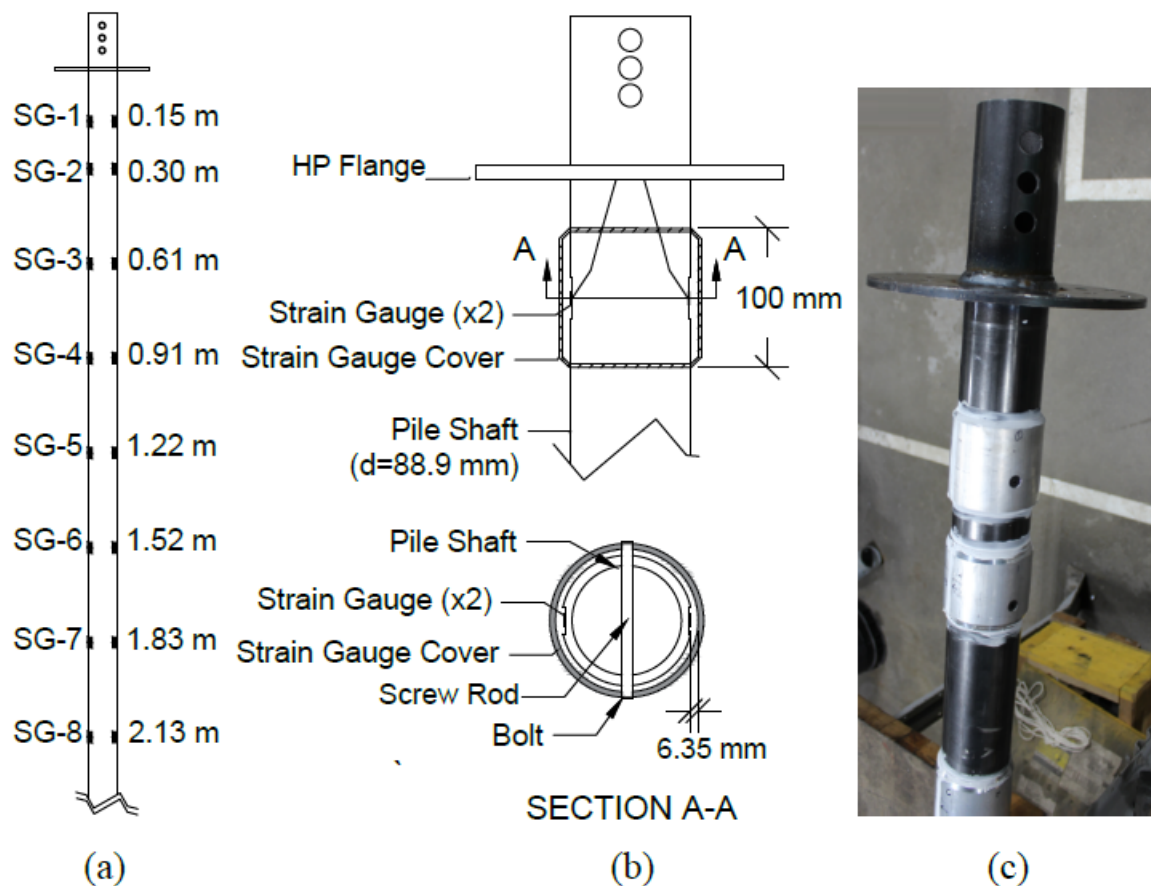 SG-1 0.15 m
SG-2 0.30 m
SG-3 0.61 m
SG-4 0.91 m
SG-5 1.22 m
SG-6 1.52 m
SG-7 1.83 m
SG-8 2.13 m
(a)
HP Flange
A A
100 mm
Strain Gauge (x2)
Strain Gauge Cover
Pile Shaft
(d=88.9 mm)
Pile Shaft
Strain Gauge (x2)
Strain Gauge Cover
Screw Rod
Bolt
6.35 mm
SECTION A-A
(b)
(c)